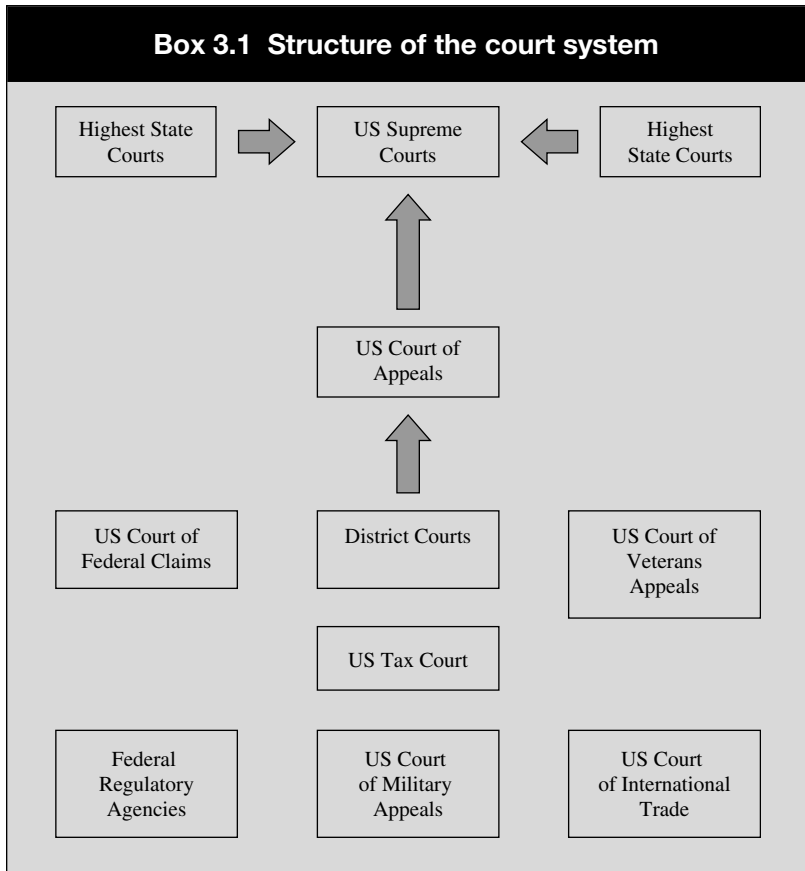 Box 3.1 Structure of the court system
Highest State
Courts
US Supreme
Courts
Highest
State Courts
US Court of
Appeals
US Court of
Federal Claims
District Courts
US Court of
Veterans
Appeals
US Tax Court
Federal
Regulatory
Agencies
US Court
of Military
Appeals
US Court
of International
Trade